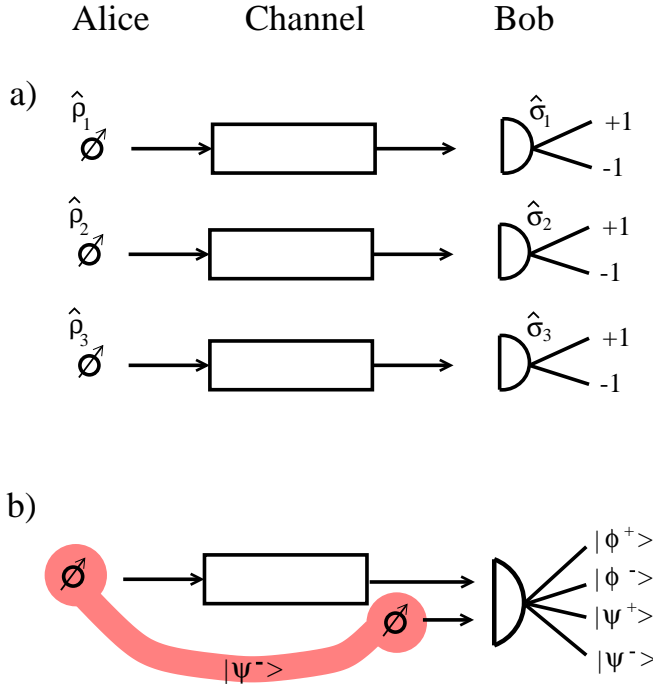 Alice Channel Bob
a)
ρ̂₁ σ̂₁ +1
-1
ρ̂₂ σ̂₂ +1
-1
ρ̂₃ σ̂₃ +1
-1
b)
|ϕ⁺>
|ϕ⁻>
|ψ⁺>
|ψ⁻> |ψ⁻>